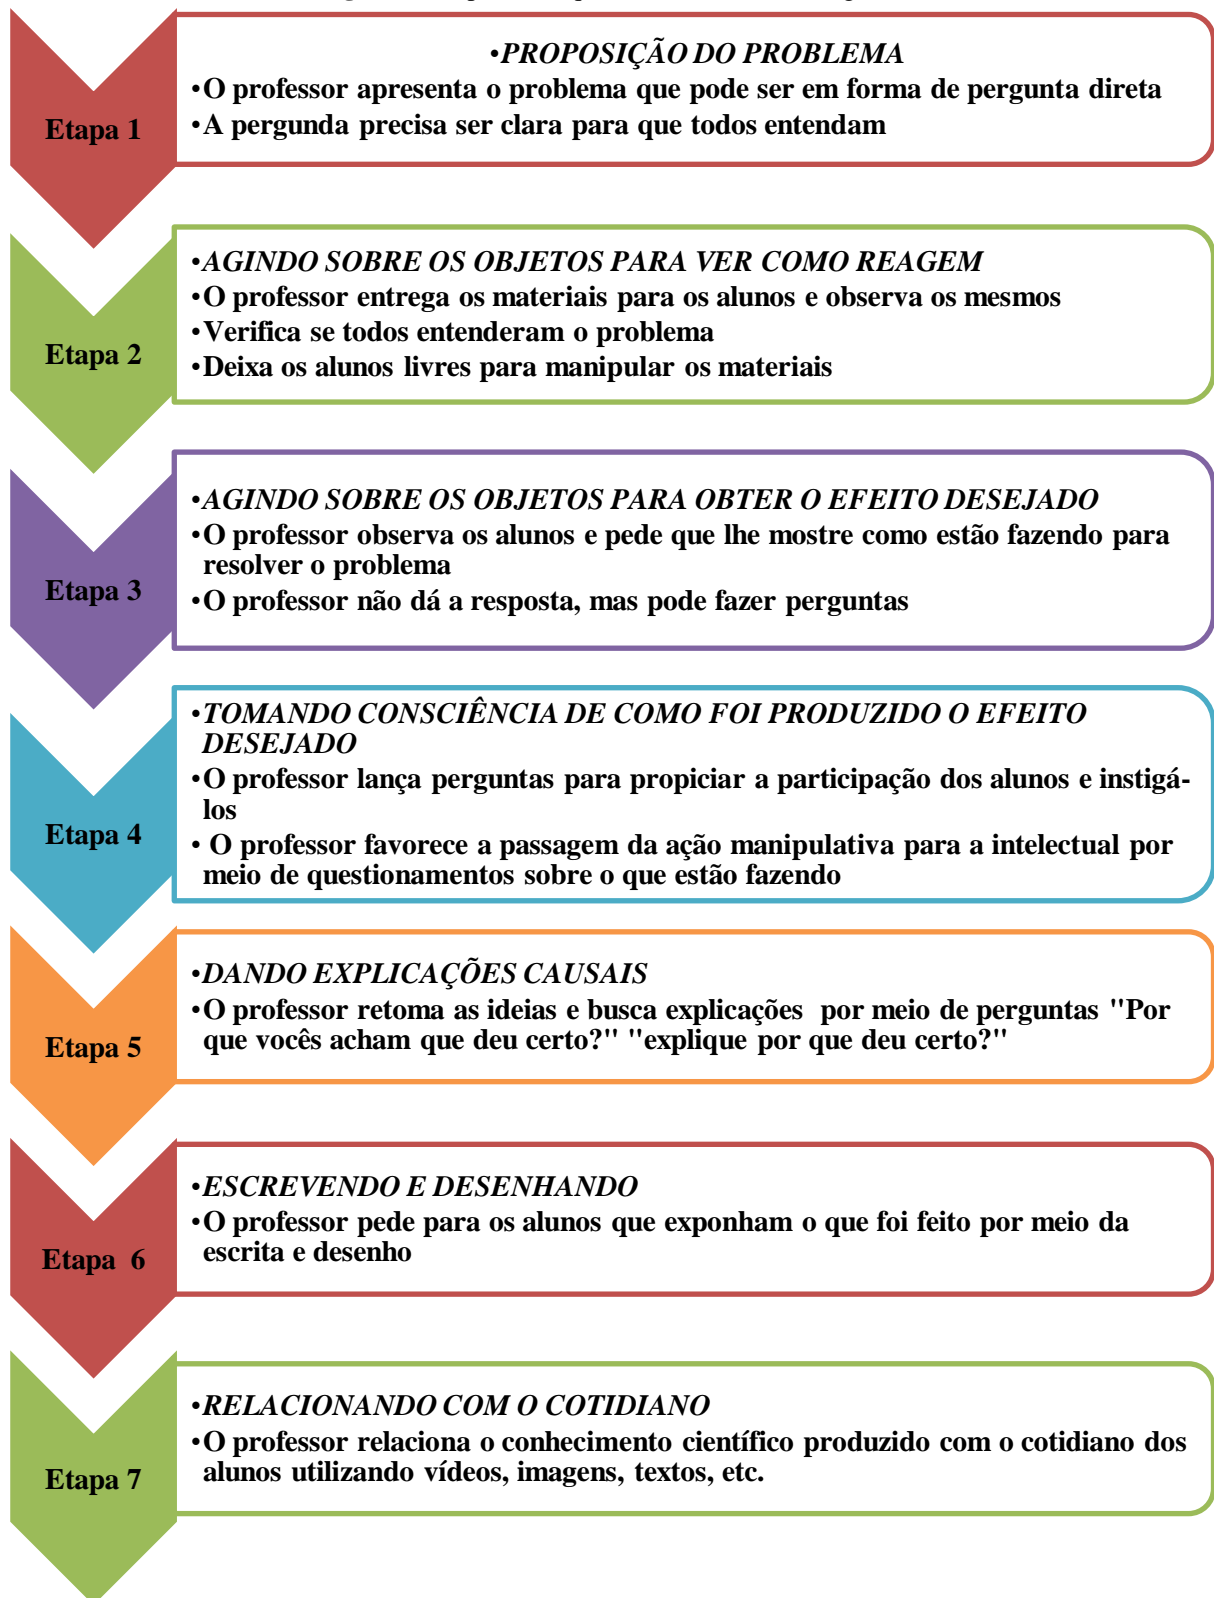 •PROPOSIÇÃO DO PROBLEMA
•O professor apresenta o problema que pode ser em forma de pergunta direta
•A pergunda precisa ser clara para que todos entendam
Etapa 1
•AGINDO SOBRE OS OBJETOS PARA VER COMO REAGEM
•O professor entrega os materiais para os alunos e observa os mesmos
•Verifica se todos entenderam o problema
•Deixa os alunos livres para manipular os materiais
Etapa 2
•AGINDO SOBRE OS OBJETOS PARA OBTER O EFEITO DESEJADO
•O professor observa os alunos e pede que lhe mostre como estão fazendo para
resolver o problema
•O professor não dá a resposta, mas pode fazer perguntas
Etapa 3
•TOMANDO CONSCIÊNCIA DE COMO FOI PRODUZIDO O EFEITO
DESEJADO
•O professor lança perguntas para propiciar a participação dos alunos e instigá-
los
• O professor favorece a passagem da ação manipulativa para a intelectual por
meio de questionamentos sobre o que estão fazendo
Etapa 4
•DANDO EXPLICAÇÕES CAUSAIS
•O professor retoma as ideias e busca explicações por meio de perguntas "Por
que vocês acham que deu certo?" "explique por que deu certo?"
Etapa 5
•ESCREVENDO E DESENHANDO
•O professor pede para os alunos que exponham o que foi feito por meio da
escrita e desenho
Etapa 6
•RELACIONANDO COM O COTIDIANO
•O professor relaciona o conhecimento científico produzido com o cotidiano dos
alunos utilizando vídeos, imagens, textos, etc.
Etapa 7